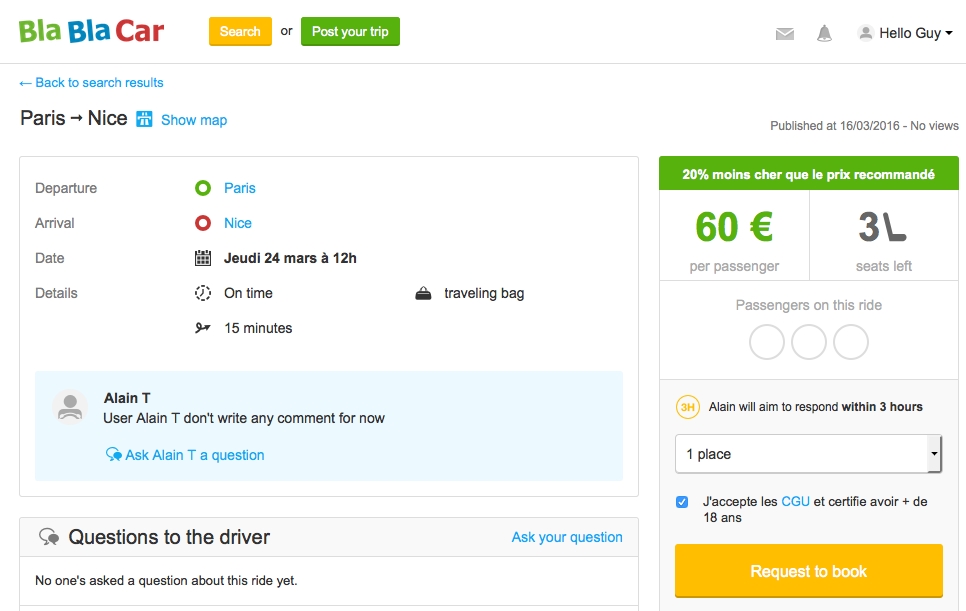 Bla Bla Car
Search or Post your trip
Hello Guy
← Back to search results
Paris → Nice Show map
Published at 16/03/2016 - No views
Departure Paris
Arrival Nice
Date Jeudi 24 mars à 12h
Details On time traveling bag
15 minutes
Alain T
User Alain T don't write any comment for now
Ask Alain T a question
Questions to the driver Ask your question
No one's asked a question about this ride yet.
20% moins cher que le prix recommandé
60 € 3
per passenger seats left
Passengers on this ride
3H Alain will aim to respond within 3 hours
1 place
J'accepte les CGU et certifie avoir + de
18 ans
Request to book